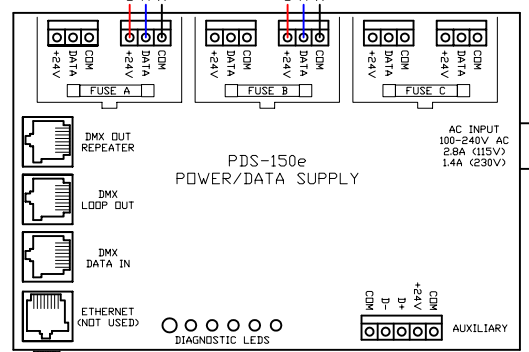 +24V DATA COM +24V DATA COM +24V DATA COM +24V DATA COM +24V DATA COM +24V DATA COM
FUSE A FUSE B FUSE C
DMX OUT
REPEATER
AC INPUT
100-240V AC
2.8A (115V)
1.4A (230V)
PDS-150e
POWER/DATA SUPPLY
DMX
LOOP OUT
DMX
DATA IN
ETHERNET
(NOT USED)
DIAGNOSTIC LEDS
COM D- D+ +24V COM
AUXILIARY